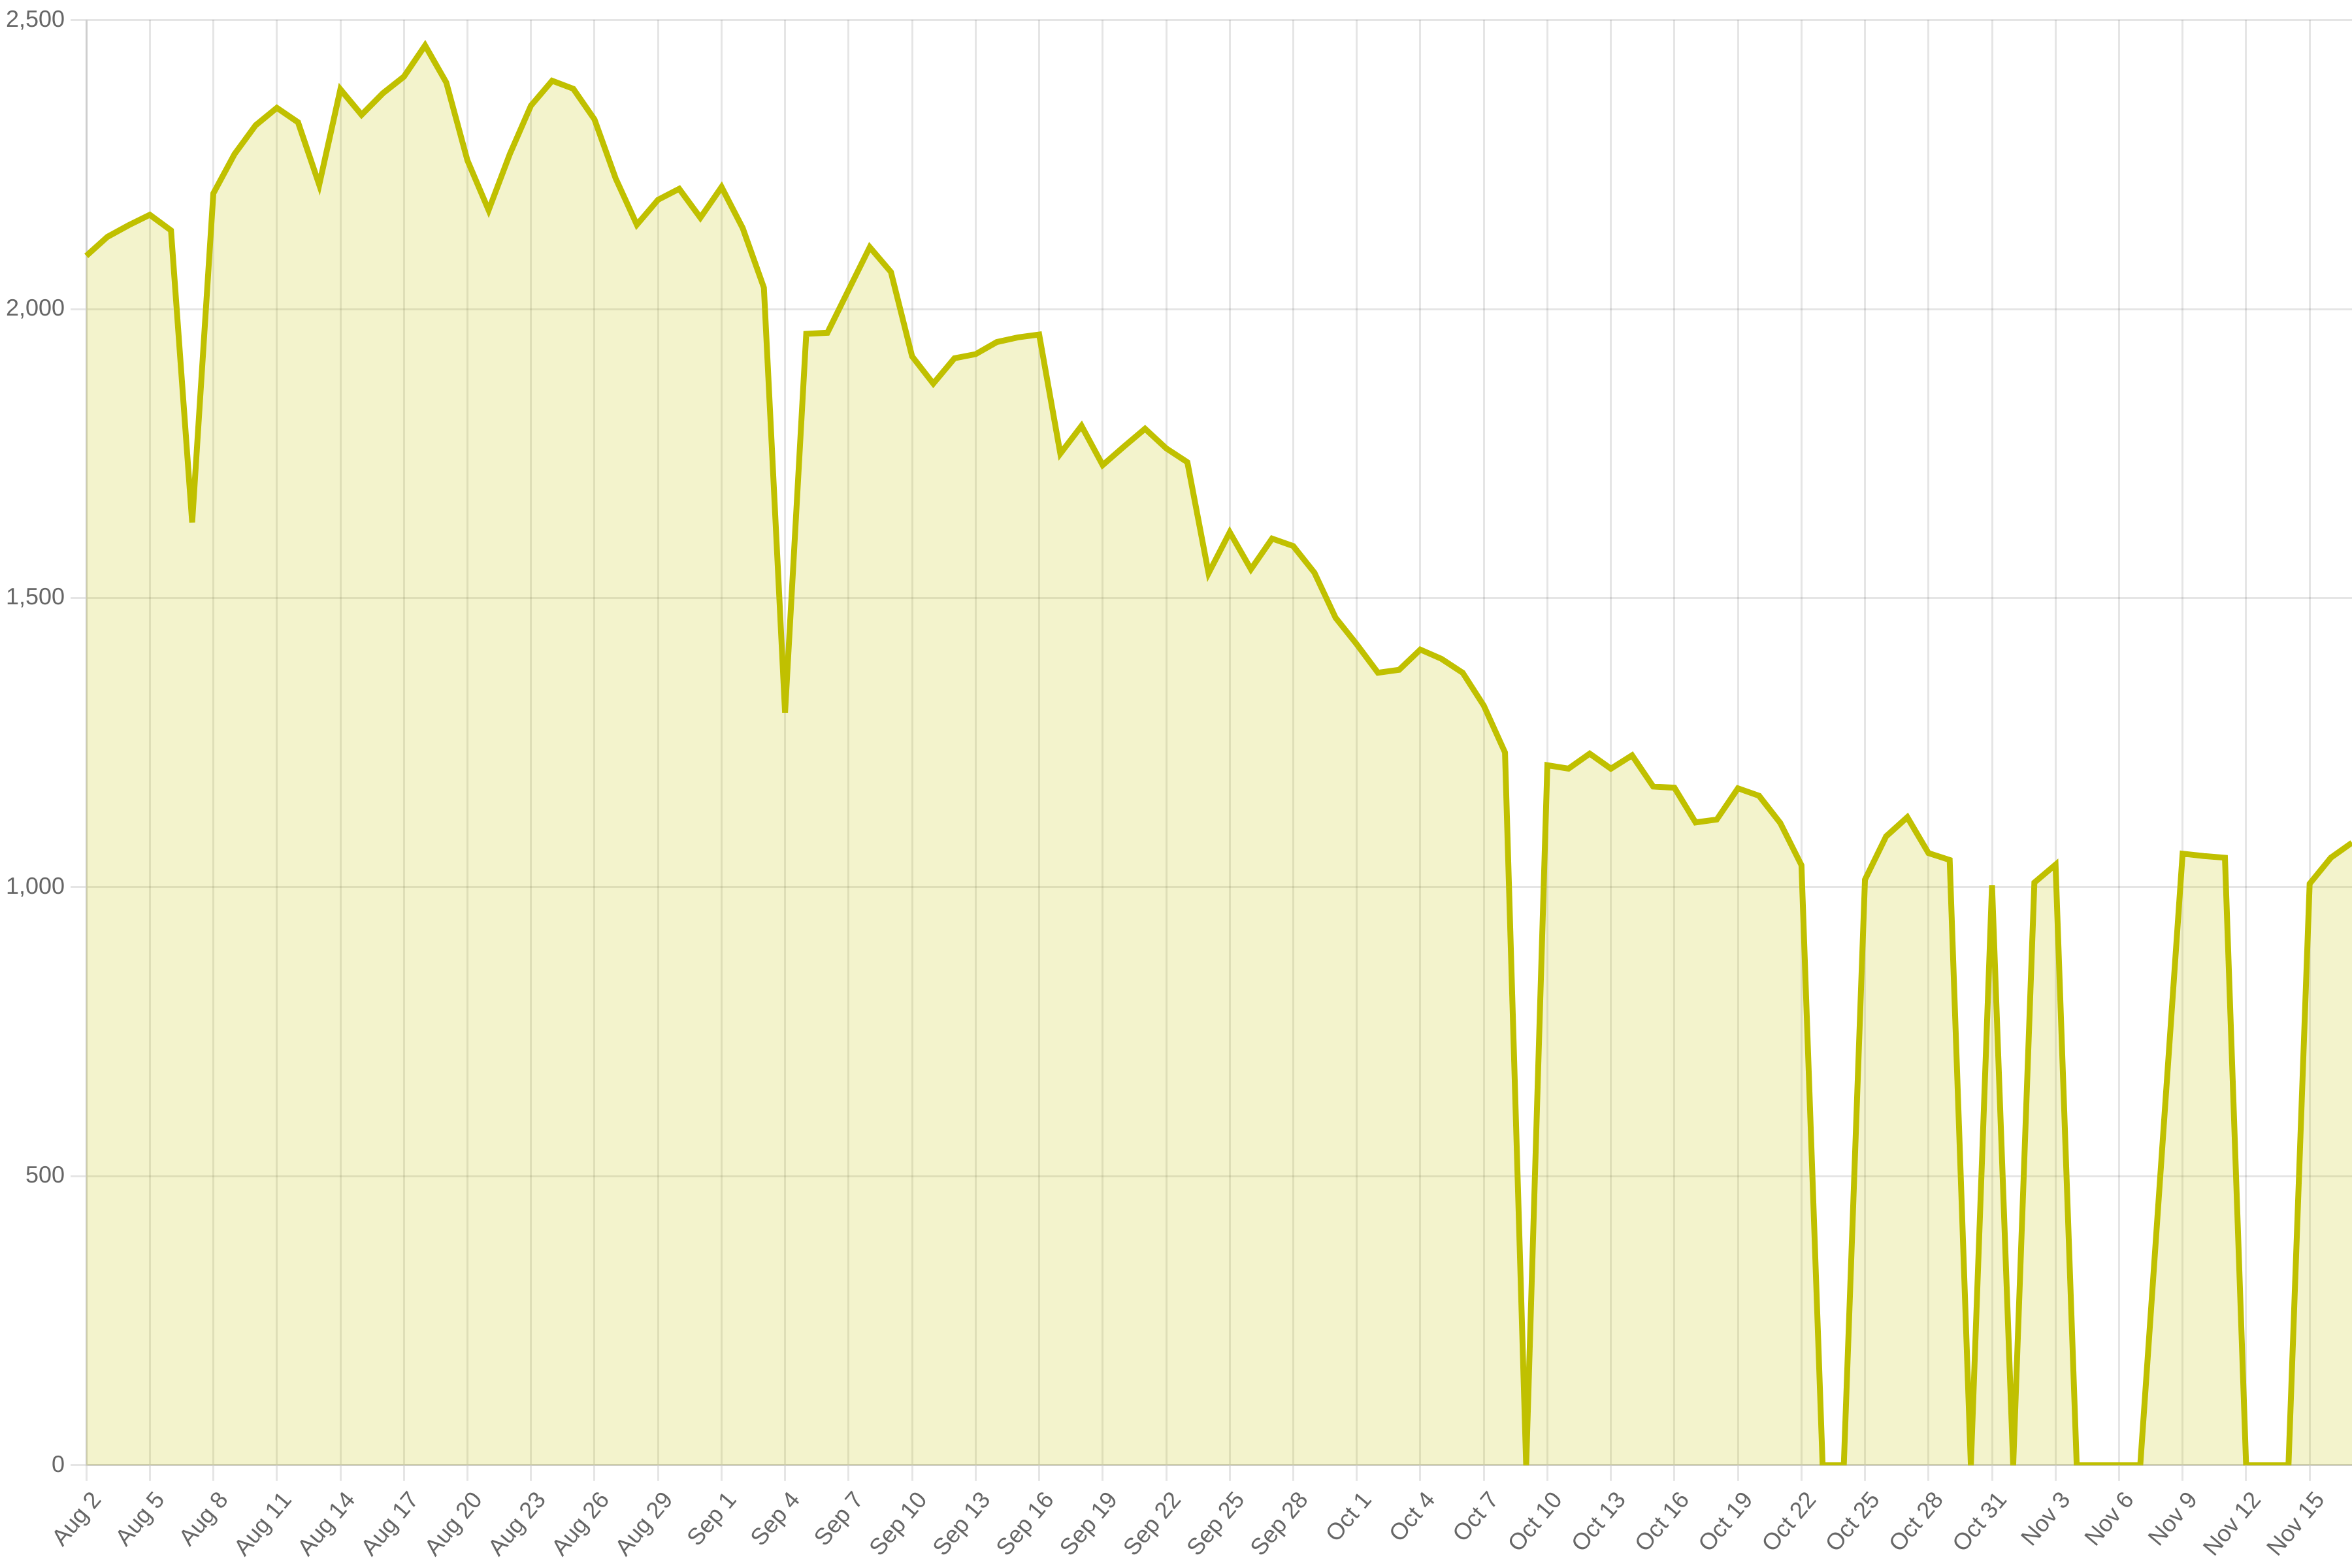 2,500
2,000
1,500
1,000
500
0
Aug 2
Aug 5
Aug 8
Aug 11
Aug 14
Aug 17
Aug 20
Aug 23
Aug 26
Aug 29
Sep 1
Sep 4
Sep 7
Sep 10
Sep 13
Sep 16
Sep 19
Sep 22
Sep 25
Sep 28
Oct 1
Oct 4
Oct 7
Oct 10
Oct 13
Oct 16
Oct 19
Oct 22
Oct 25
Oct 28
Oct 31
Nov 3
Nov 6
Nov 9
Nov 12
Nov 15